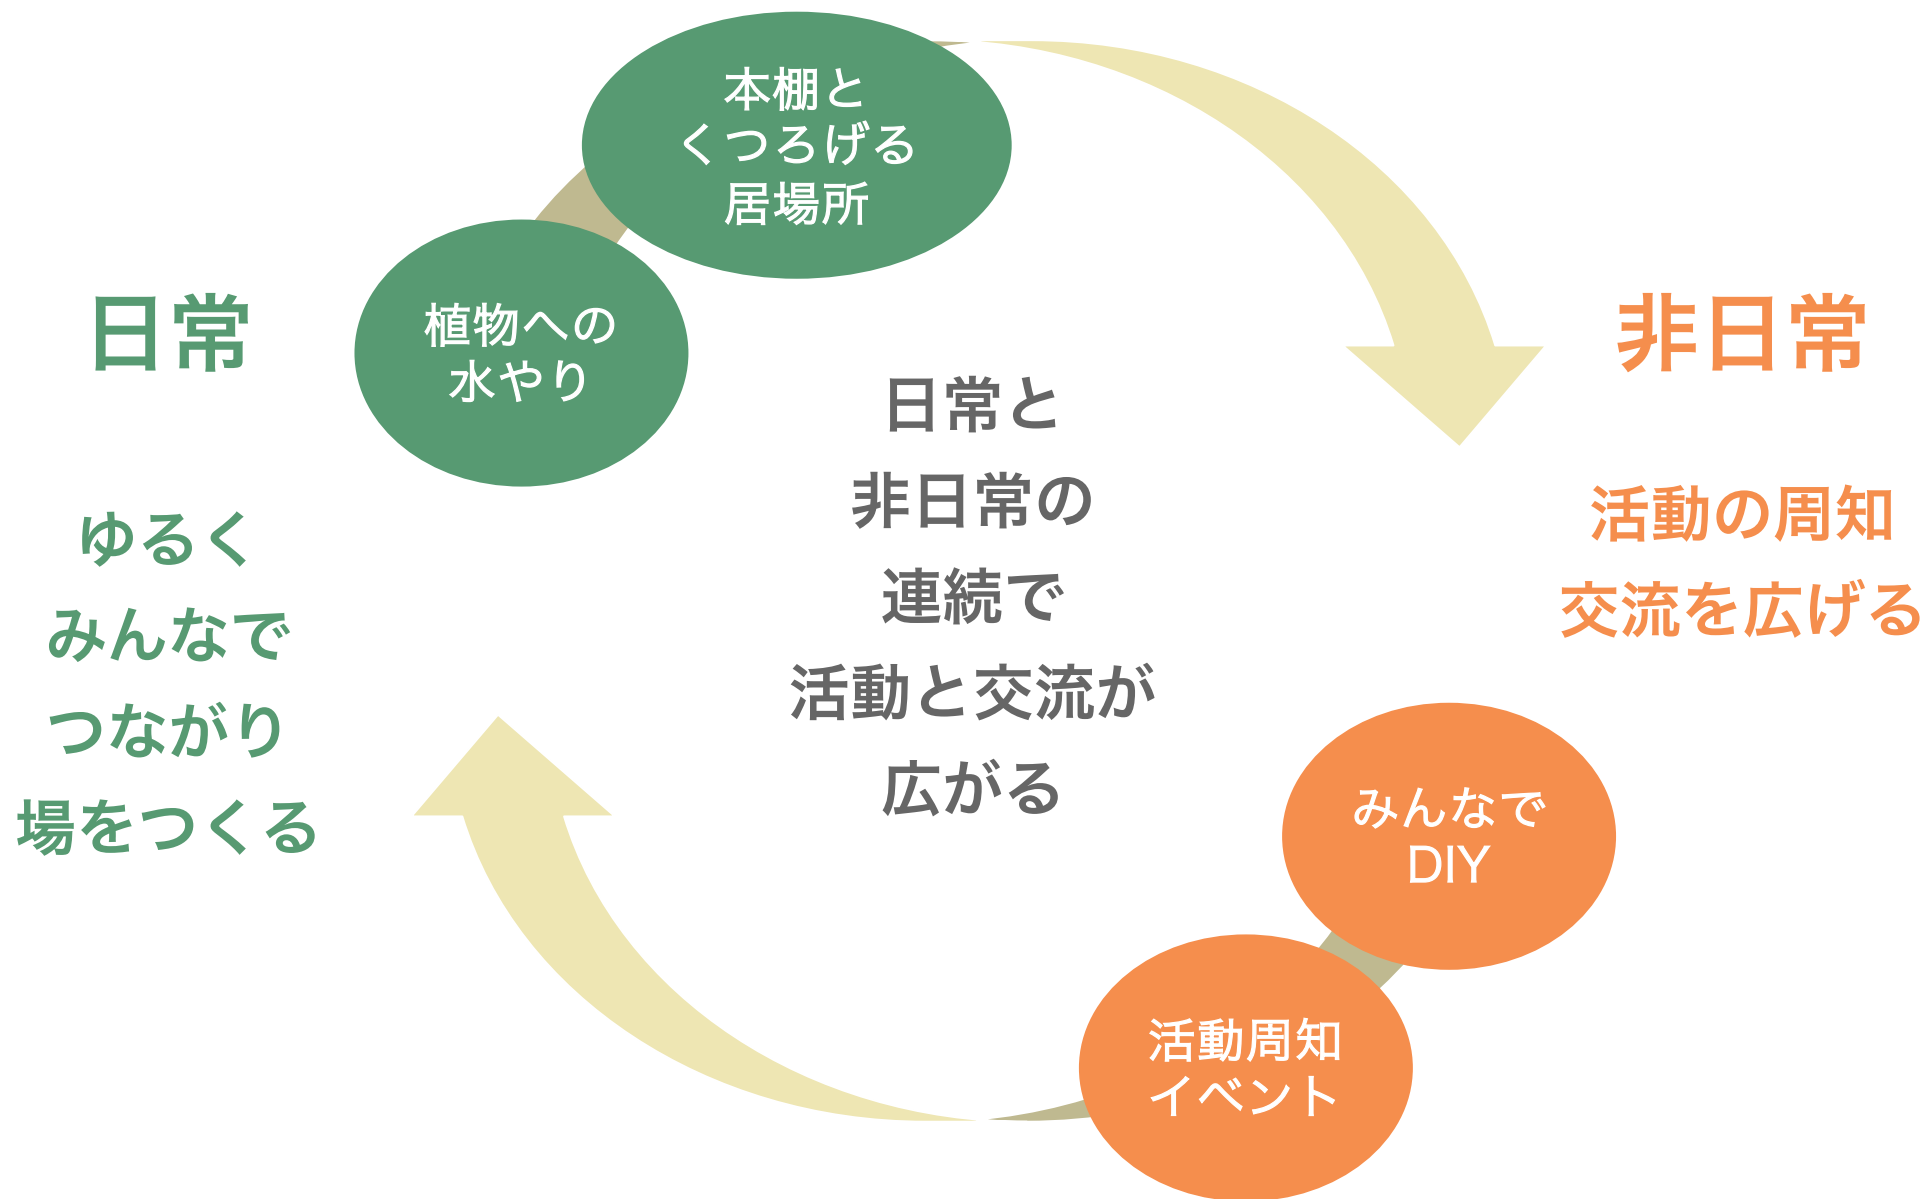 本棚と
くつろげる
居場所
植物への
水やり
日常
ゆるく
みんなで
つながり
場をつくる
日常と
非日常の
連続で
活動と交流が
広がる
非日常
活動の周知
交流を広げる
みんなで
DIY
活動周知
イベント